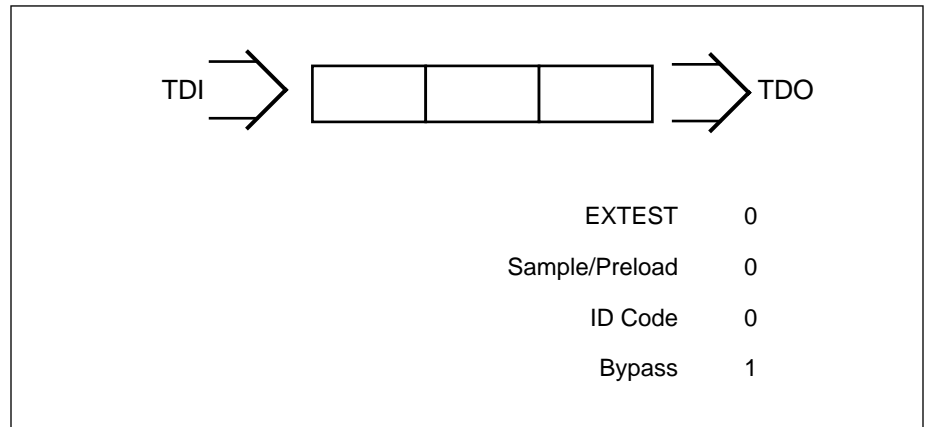 TDI TDO
EXTEST 0
Sample/Preload 0
ID Code 0
Bypass 1